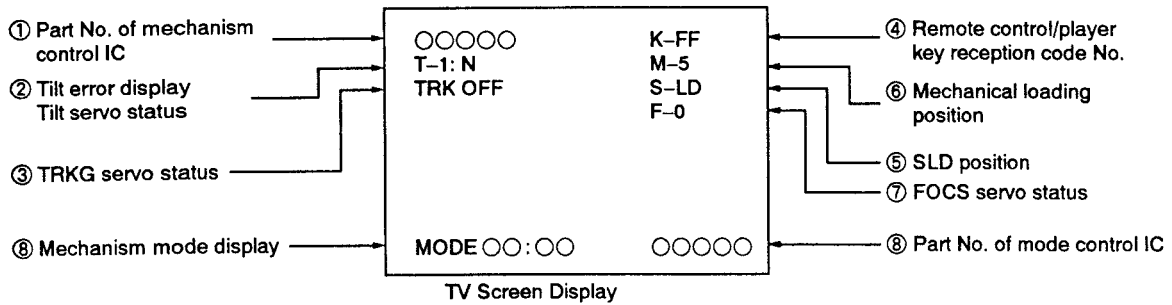 ① Part No. of mechanism
control IC
② Tilt error display
Tilt servo status
③ TRKG servo status
⑧ Mechanism mode display
○○○○○
T–1: N
TRK OFF
K–FF
M–5
S–LD
F–0
MODE ○○:○○
○○○○○
④ Remote control/player
key reception code No.
⑥ Mechanical loading
position
⑤ SLD position
⑦ FOCS servo status
⑧ Part No. of mode control IC
TV Screen Display